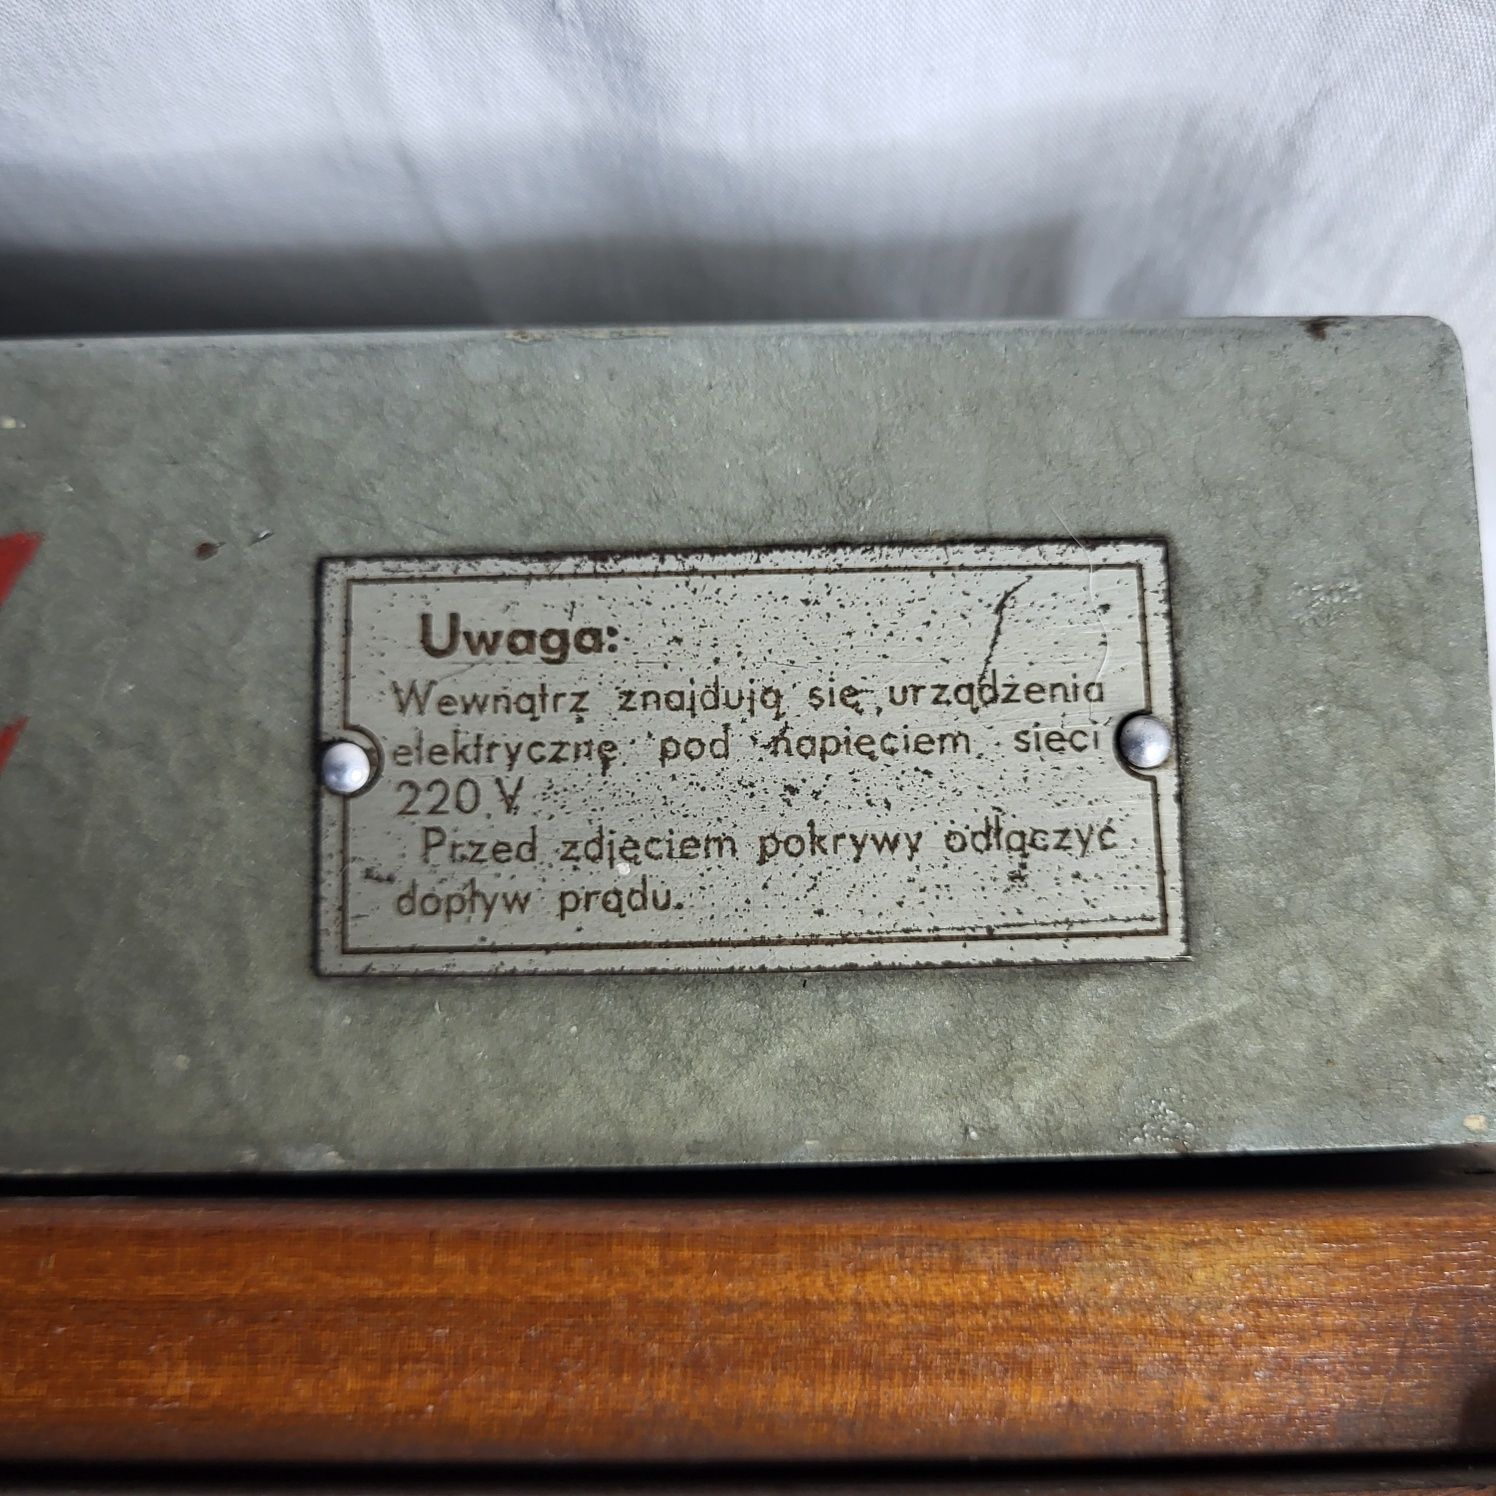 Uwaga:
Wewnątrz znajdują się urządzenia
elektryczne pod napięciem sieci
220 V
Przed zdjęciem pokrywy odłączyć
dopływ prądu.